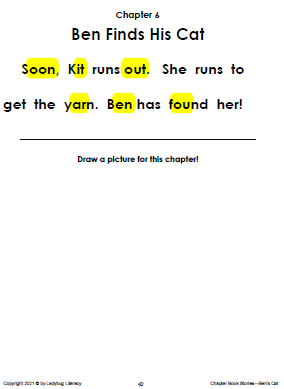 Chapter 6
Ben Finds His Cat
Soon, Kit runs out. She runs to
get the yarn. Ben has found her!
Draw a picture for this chapter!
Copyright 2021 © by Ladybug Literacy
42
Chapter Book Stories—Ben's Cat